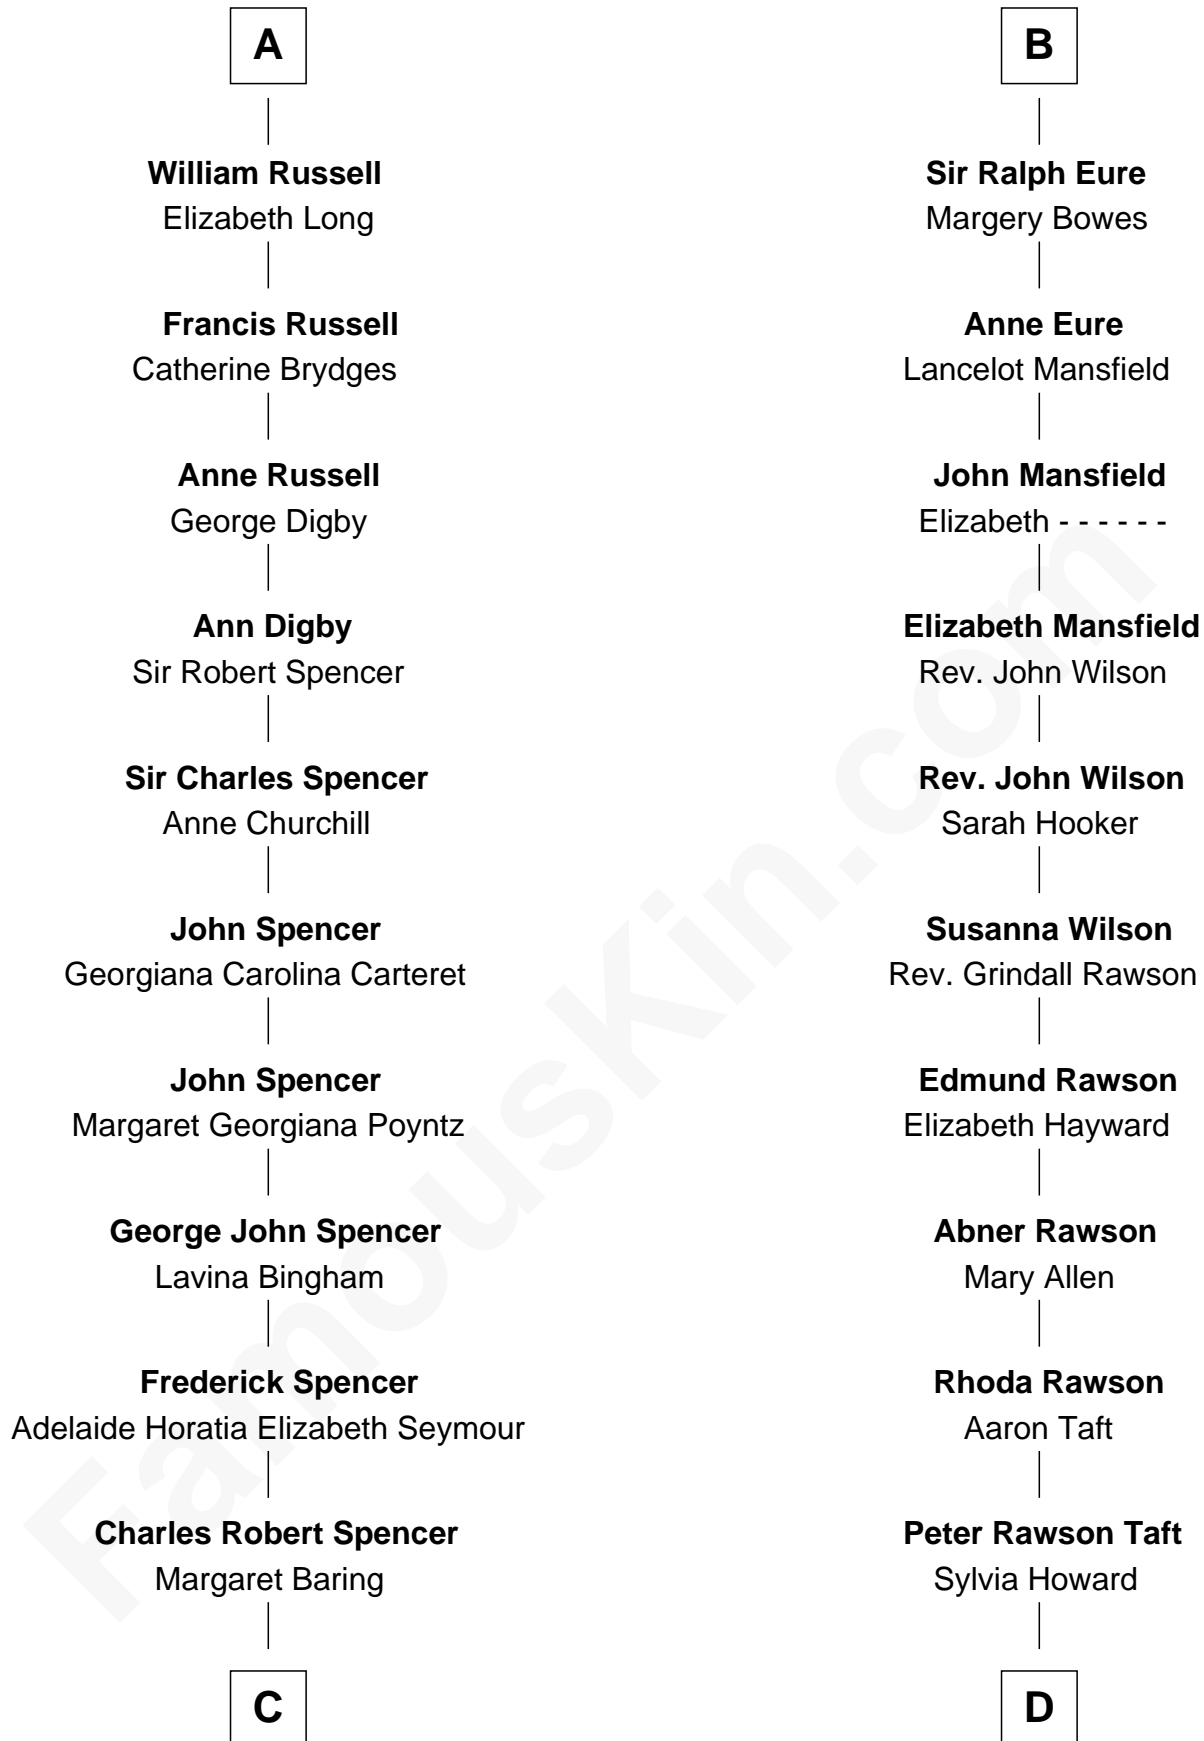 A
William Russell
Elizabeth Long
Francis Russell
Catherine Brydges
Anne Russell
George Digby
Ann Digby
Sir Robert Spencer
Sir Charles Spencer
Anne Churchill
John Spencer
Georgiana Carolina Carteret
John Spencer
Margaret Georgiana Poyntz
George John Spencer
Lavina Bingham
Frederick Spencer
Adelaide Horatia Elizabeth Seymour
Charles Robert Spencer
Margaret Baring
C
B
Sir Ralph Eure
Margery Bowes
Anne Eure
Lancelot Mansfield
John Mansfield
Elizabeth - - - - - -
Elizabeth Mansfield
Rev. John Wilson
Rev. John Wilson
Sarah Hooker
Susanna Wilson
Rev. Grindall Rawson
Edmund Rawson
Elizabeth Hayward
Abner Rawson
Mary Allen
Rhoda Rawson
Aaron Taft
Peter Rawson Taft
Sylvia Howard
D
FamousKin.com